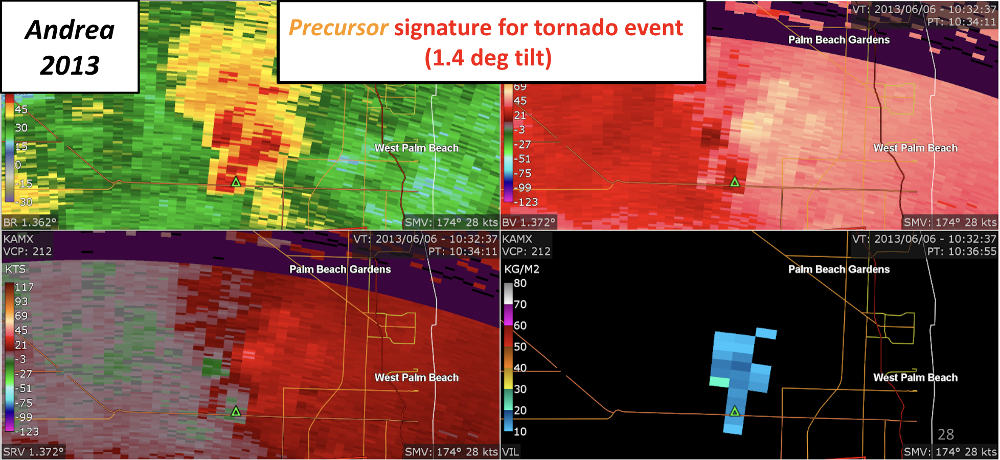 Andrea
2013
Precursor signature for tornado event
(1.4 deg tilt)
45
30
15
0
-15
-30
West Palm Beach
BR 1.362°
SMV: 174° 28 kts
VT: 2013/06/06 - 10:32:37
PT: 10:34:11
Palm Beach Gardens
69
45
21
-3
-27
-51
-75
-99
-123
West Palm Beach
BV 1.372°
SMV: 174° 28 kts
KAMX
VCP: 212
VT: 2013/06/06 - 10:32:37
PT: 10:34:11
KTS
Palm Beach Gardens
117
93
69
45
21
-3
-27
-51
-75
-99
-123
West Palm Beach
SRV 1.372°
SMV: 174° 28 kts
KAMX
VCP: 212
VT: 2013/06/06 - 10:32:37
PT: 10:36:55
KG/M2
Palm Beach Gardens
80
70
60
50
40
30
20
10
West Palm Beach
28
VIL
SMV: 174° 28 kts